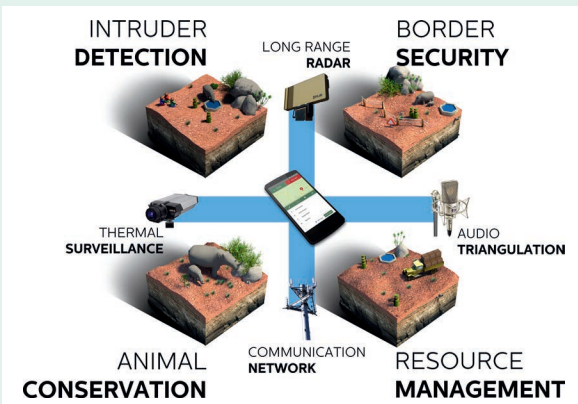 INTRUDER
DETECTION
LONG RANGE
RADAR
BORDER
SECURITY
THERMAL
SURVEILLANCE
AUDIO
TRIANGULATION
ANIMAL
CONSERVATION
COMMUNICATION
NETWORK
RESOURCE
MANAGEMENT